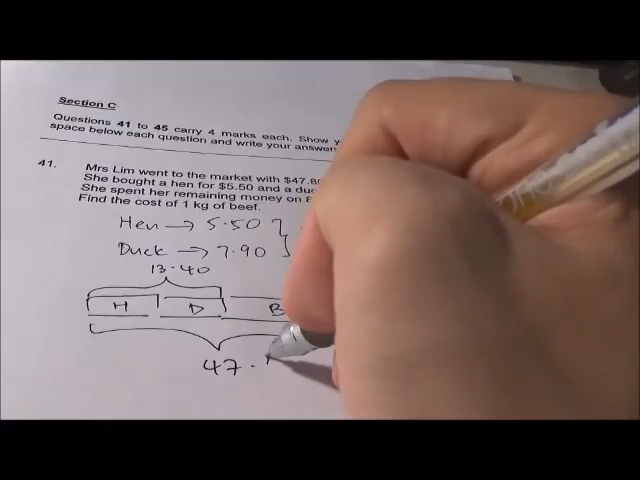 Section C
Questions 41 to 45 carry 4 marks each. Show
space below each question and write your
41. Mrs Lim went to the market with $47.8
She bought a hen for $5.50 and a
She spent her remaining money on
Find the cost of 1 kg of beef.
Hen → 5.50
Duck → 7.90
13.40
H D B
47.